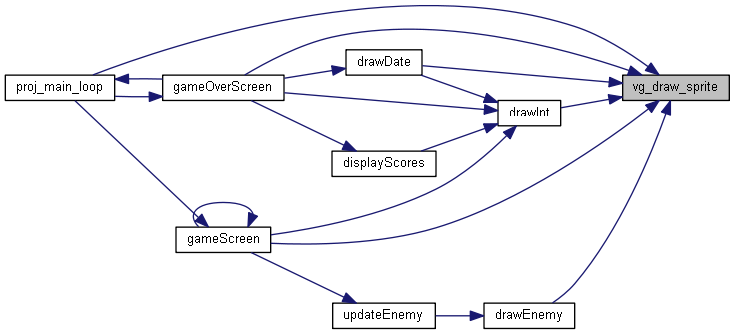 drawDate
proj_main_loop
gameOverScreen
vg_draw_sprite
drawInt
displayScores
gameScreen
updateEnemy
drawEnemy